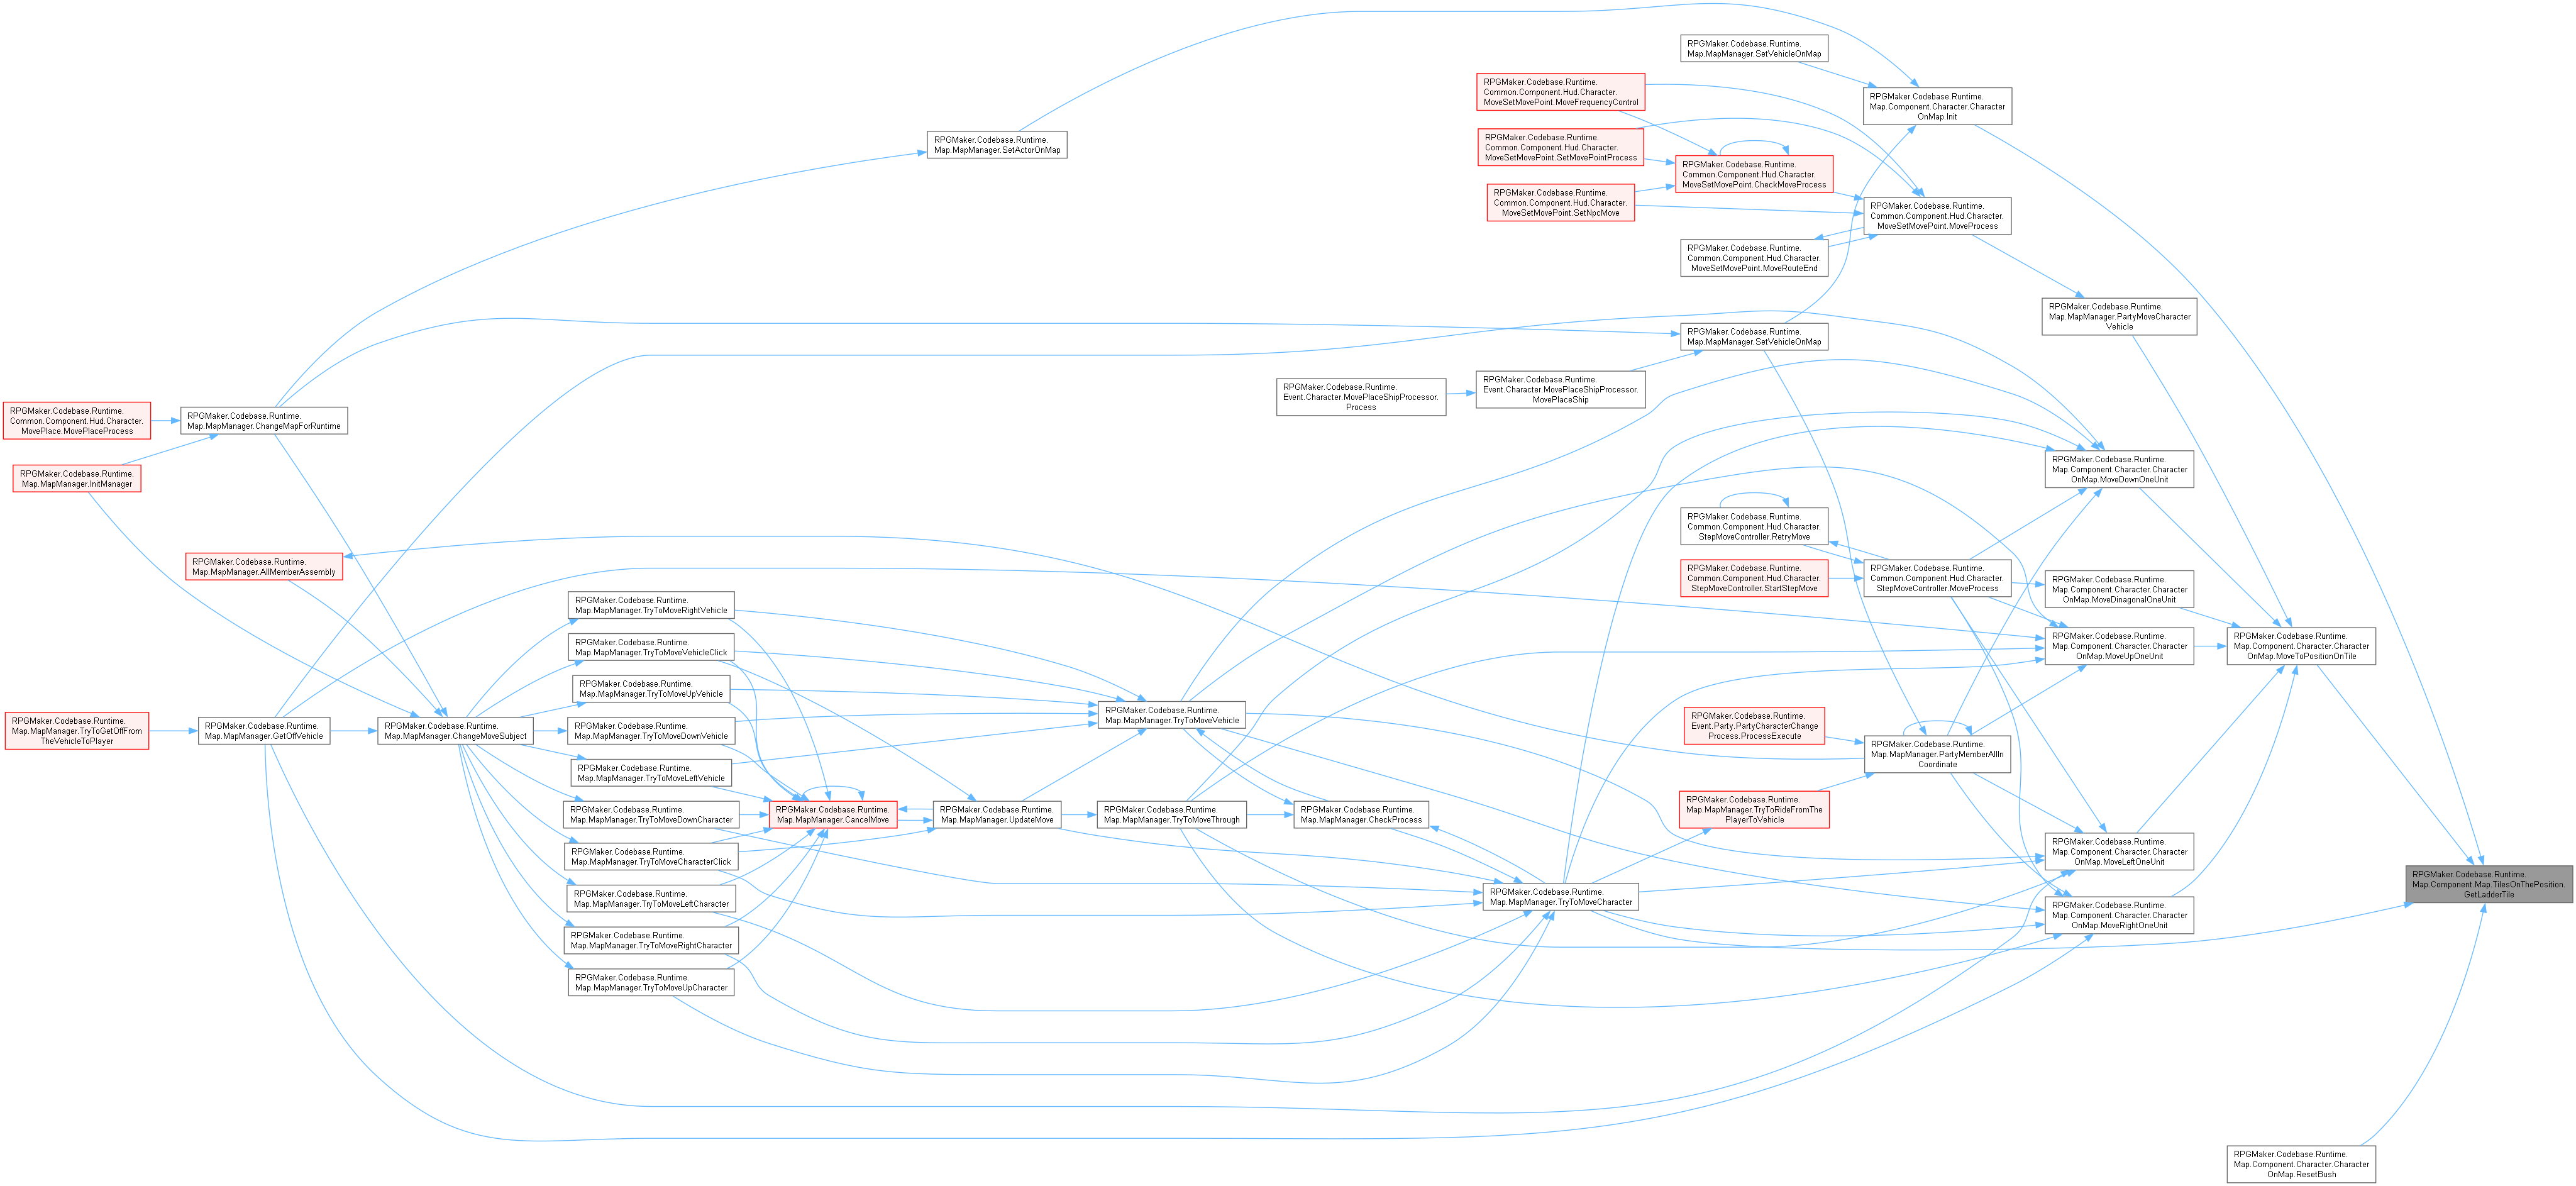 RPGMaker.Codebase.Runtime.
Map.MapManager.SetVehicleOnMap
RPGMaker.Codebase.Runtime.
Common.Component.Hud.Character.
MoveSetMovePoint.MoveFrequencyControl
RPGMaker.Codebase.Runtime.
Map.Component.Character.Character
OnMap.Init
RPGMaker.Codebase.Runtime.
Map.MapManager.SetActorOnMap
RPGMaker.Codebase.Runtime.
Common.Component.Hud.Character.
MoveSetMovePoint.SetMovePointProcess
RPGMaker.Codebase.Runtime.
Common.Component.Hud.Character.
MoveSetMovePoint.CheckMoveProcess
RPGMaker.Codebase.Runtime.
Common.Component.Hud.Character.
MoveSetMovePoint.SetNpcMove
RPGMaker.Codebase.Runtime.
Common.Component.Hud.Character.
MoveSetMovePoint.MoveProcess
RPGMaker.Codebase.Runtime.
Common.Component.Hud.Character.
MoveSetMovePoint.MoveRouteEnd
RPGMaker.Codebase.Runtime.
Map.MapManager.PartyMoveCharacter
Vehicle
RPGMaker.Codebase.Runtime.
Map.MapManager.SetVehicleOnMap
RPGMaker.Codebase.Runtime.
Event.Character.MovePlaceShipProcessor.
Process
RPGMaker.Codebase.Runtime.
Event.Character.MovePlaceShipProcessor.
MovePlaceShip
RPGMaker.Codebase.Runtime.
Common.Component.Hud.Character.
MovePlace.MovePlaceProcess
RPGMaker.Codebase.Runtime.
Map.MapManager.ChangeMapForRuntime
RPGMaker.Codebase.Runtime.
Map.MapManager.InitManager
RPGMaker.Codebase.Runtime.
Map.Component.Character.Character
OnMap.MoveDownOneUnit
RPGMaker.Codebase.Runtime.
Common.Component.Hud.Character.
StepMoveController.RetryMove
RPGMaker.Codebase.Runtime.
Map.MapManager.AllMemberAssembly
RPGMaker.Codebase.Runtime.
Common.Component.Hud.Character.
StepMoveController.StartStepMove
RPGMaker.Codebase.Runtime.
Common.Component.Hud.Character.
StepMoveController.MoveProcess
RPGMaker.Codebase.Runtime.
Map.Component.Character.Character
OnMap.MoveDinagonalOneUnit
RPGMaker.Codebase.Runtime.
Map.MapManager.TryToMoveRightVehicle
RPGMaker.Codebase.Runtime.
Map.MapManager.TryToMoveVehicleClick
RPGMaker.Codebase.Runtime.
Map.Component.Character.Character
OnMap.MoveUpOneUnit
RPGMaker.Codebase.Runtime.
Map.Component.Character.Character
OnMap.MoveToPositionOnTile
RPGMaker.Codebase.Runtime.
Map.MapManager.TryToMoveUpVehicle
RPGMaker.Codebase.Runtime.
Map.MapManager.TryToGetOffFrom
TheVehicleToPlayer
RPGMaker.Codebase.Runtime.
Map.MapManager.GetOffVehicle
RPGMaker.Codebase.Runtime.
Map.MapManager.ChangeMoveSubject
RPGMaker.Codebase.Runtime.
Map.MapManager.TryToMoveDownVehicle
RPGMaker.Codebase.Runtime.
Map.MapManager.TryToMoveVehicle
RPGMaker.Codebase.Runtime.
Event.Party.PartyCharacterChange
Process.ProcessExecute
RPGMaker.Codebase.Runtime.
Map.MapManager.PartyMemberAllIn
Coordinate
RPGMaker.Codebase.Runtime.
Map.MapManager.TryToMoveLeftVehicle
RPGMaker.Codebase.Runtime.
Map.MapManager.TryToMoveDownCharacter
RPGMaker.Codebase.Runtime.
Map.MapManager.CancelMove
RPGMaker.Codebase.Runtime.
Map.MapManager.UpdateMove
RPGMaker.Codebase.Runtime.
Map.MapManager.TryToMoveThrough
RPGMaker.Codebase.Runtime.
Map.MapManager.CheckProcess
RPGMaker.Codebase.Runtime.
Map.MapManager.TryToRideFromThe
PlayerToVehicle
RPGMaker.Codebase.Runtime.
Map.MapManager.TryToMoveCharacterClick
RPGMaker.Codebase.Runtime.
Map.Component.Character.Character
OnMap.MoveLeftOneUnit
RPGMaker.Codebase.Runtime.
Map.MapManager.TryToMoveLeftCharacter
RPGMaker.Codebase.Runtime.
Map.MapManager.TryToMoveCharacter
RPGMaker.Codebase.Runtime.
Map.Component.Map.TilesOnThePosition.
GetLadderTile
RPGMaker.Codebase.Runtime.
Map.Component.Character.Character
OnMap.MoveRightOneUnit
RPGMaker.Codebase.Runtime.
Map.MapManager.TryToMoveRightCharacter
RPGMaker.Codebase.Runtime.
Map.MapManager.TryToMoveUpCharacter
RPGMaker.Codebase.Runtime.
Map.Component.Character.Character
OnMap.ResetBush